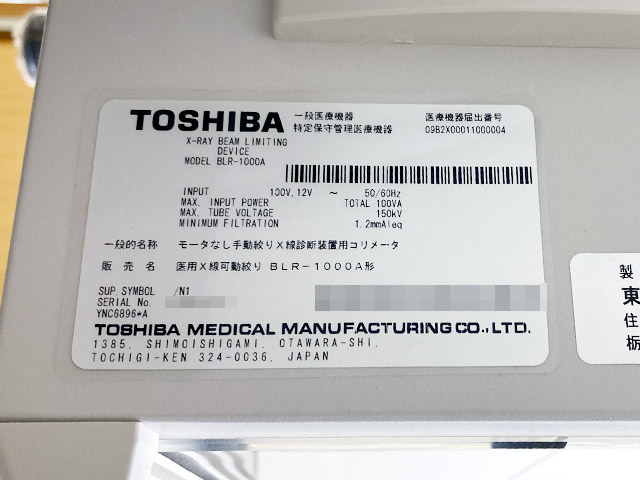 TOSHIBA
一般医療機器
特定保守管理医療機器
医療機器届出番号
09B2X00011000004
X-RAY BEAM LIMITING
DEVICE
MODEL BLR-1000A
INPUT 100V,12V ~ 50/60Hz
MAX. INPUT POWER TOTAL 100VA
MAX. TUBE VOLTAGE 150kV
MINIMUM FILTRATION 1.2mmAleq
一般的名称 モータなし手動絞りX線診断装置用コリメータ
販売名 医用X線可動絞り BLR-1000A形
SUP. SYMBOL /N1
SERIAL No.
YNC6896*A
TOSHIBA MEDICAL MANUFACTURING CO.,LTD.
1385, SHIMOISHIGAMI, OTAWARA-SHI,
TOCHIGI-KEN 324-0036, JAPAN
製
東
住
栃